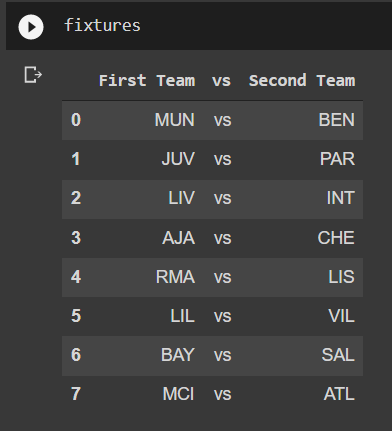 fixtures
First Team vs Second Team
0 MUN vs BEN
1 JUV vs PAR
2 LIV vs INT
3 AJA vs CHE
4 RMA vs LIS
5 LIL vs VIL
6 BAY vs SAL
7 MCI vs ATL